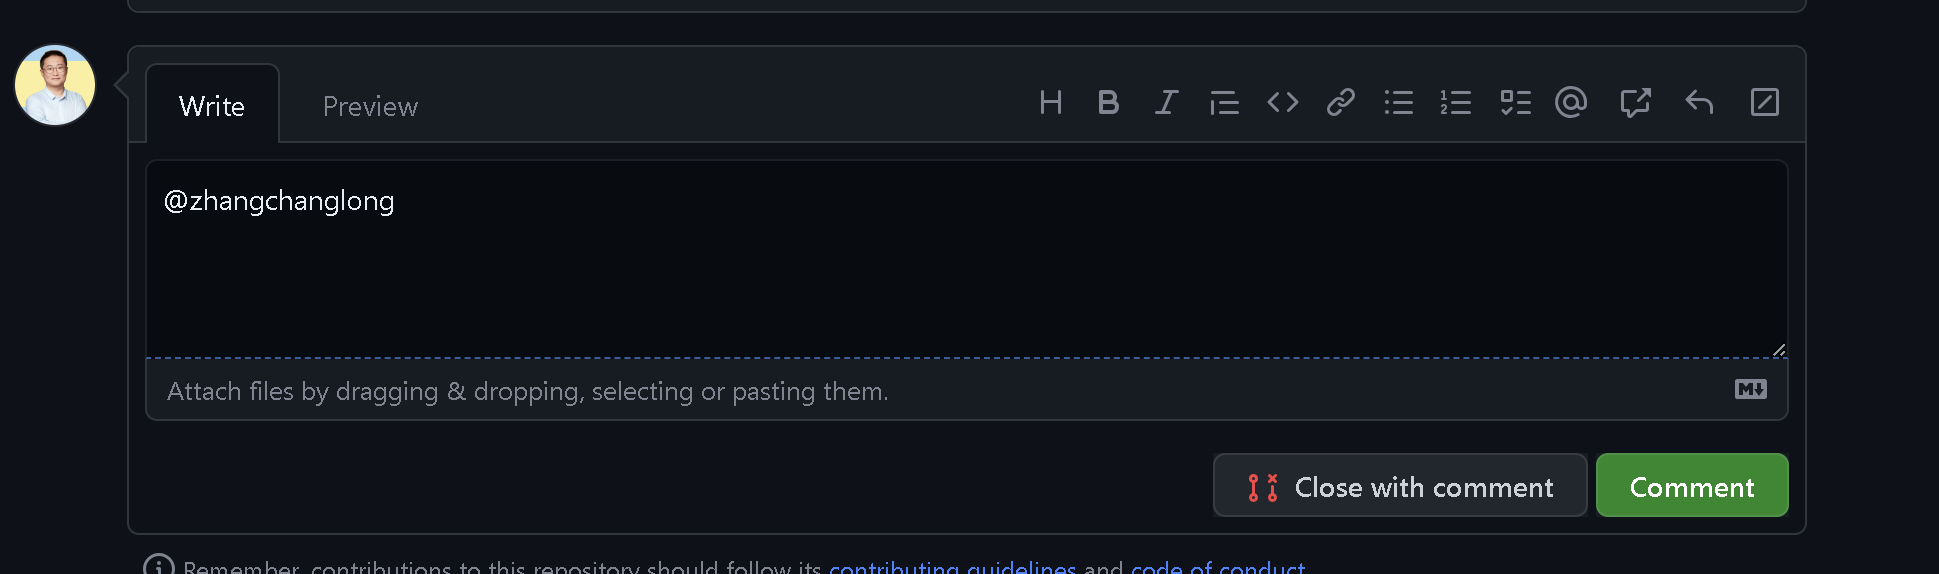 Write Preview
@zhangchanglong
Attach files by dragging & dropping, selecting or pasting them.
Close with comment Comment
Remember, contributions to this repository should follow its contributing guidelines and code of conduct.